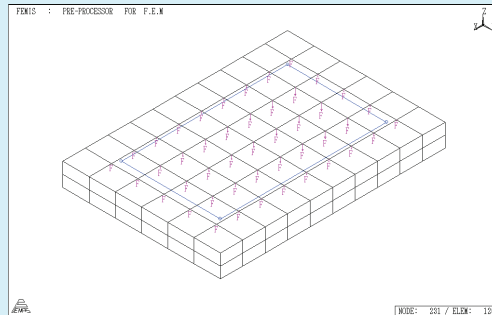 FEMIS : PRE-PROCESSOR FOR F.E.M
Z
F F F F F F F F F F F F F F F F F F F F F F F F F F F F F F F F F F F F F F F F
NODE: 231 / ELEM: 12